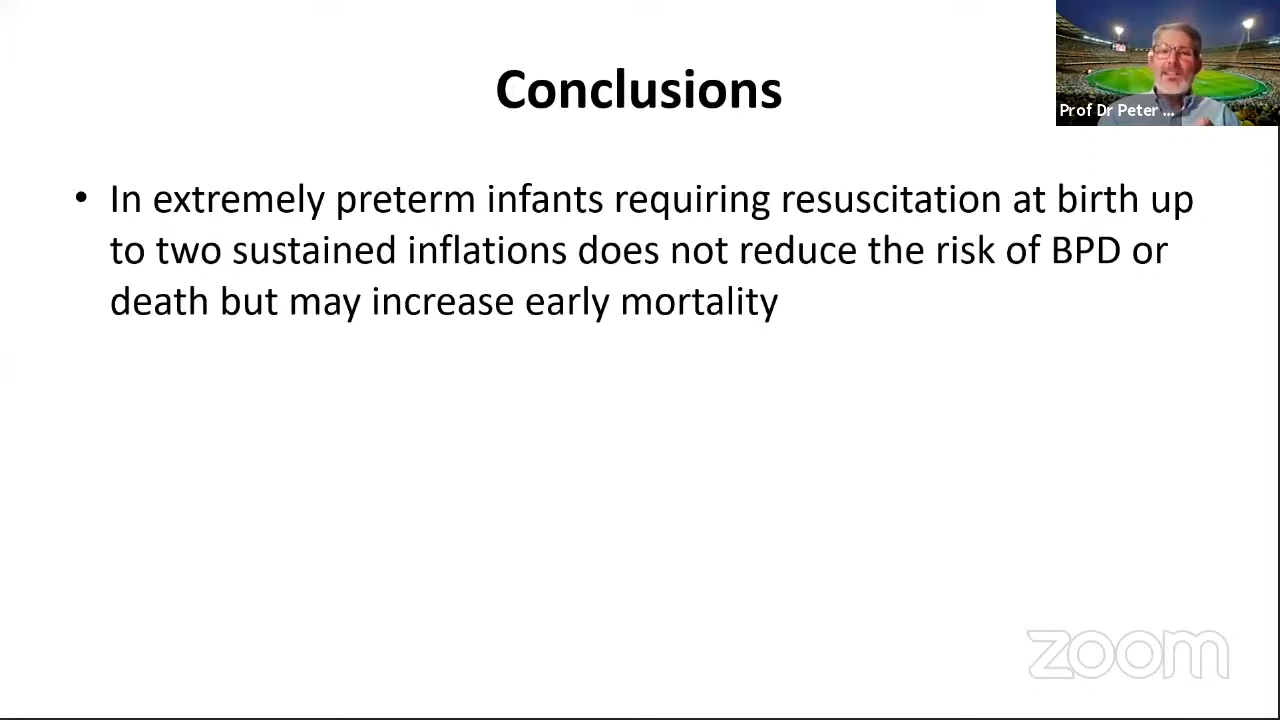 Conclusions
Prof Dr Peter ...
• In extremely preterm infants requiring resuscitation at birth up
to two sustained inflations does not reduce the risk of BPD or
death but may increase early mortality
zoom